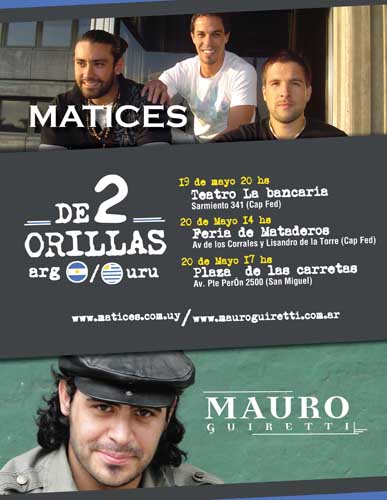 MATICES
DE 2
ORILLAS
arg / uru
19 de mayo 20 hs
Teatro La bancaria
Sarmiento 341 (Cap Fed)
20 de Mayo 14 hs
Feria de Mataderos
Av de los Corrales y Lisandro de la Torre (Cap Fed)
20 de Mayo 17 hs
Plaza de las carretas
Av. Pte PerÓn 2500 (San Miguel)
www.matices.com.uy/www.mauroguiretti.com.ar
MAURO
GUIRETTI